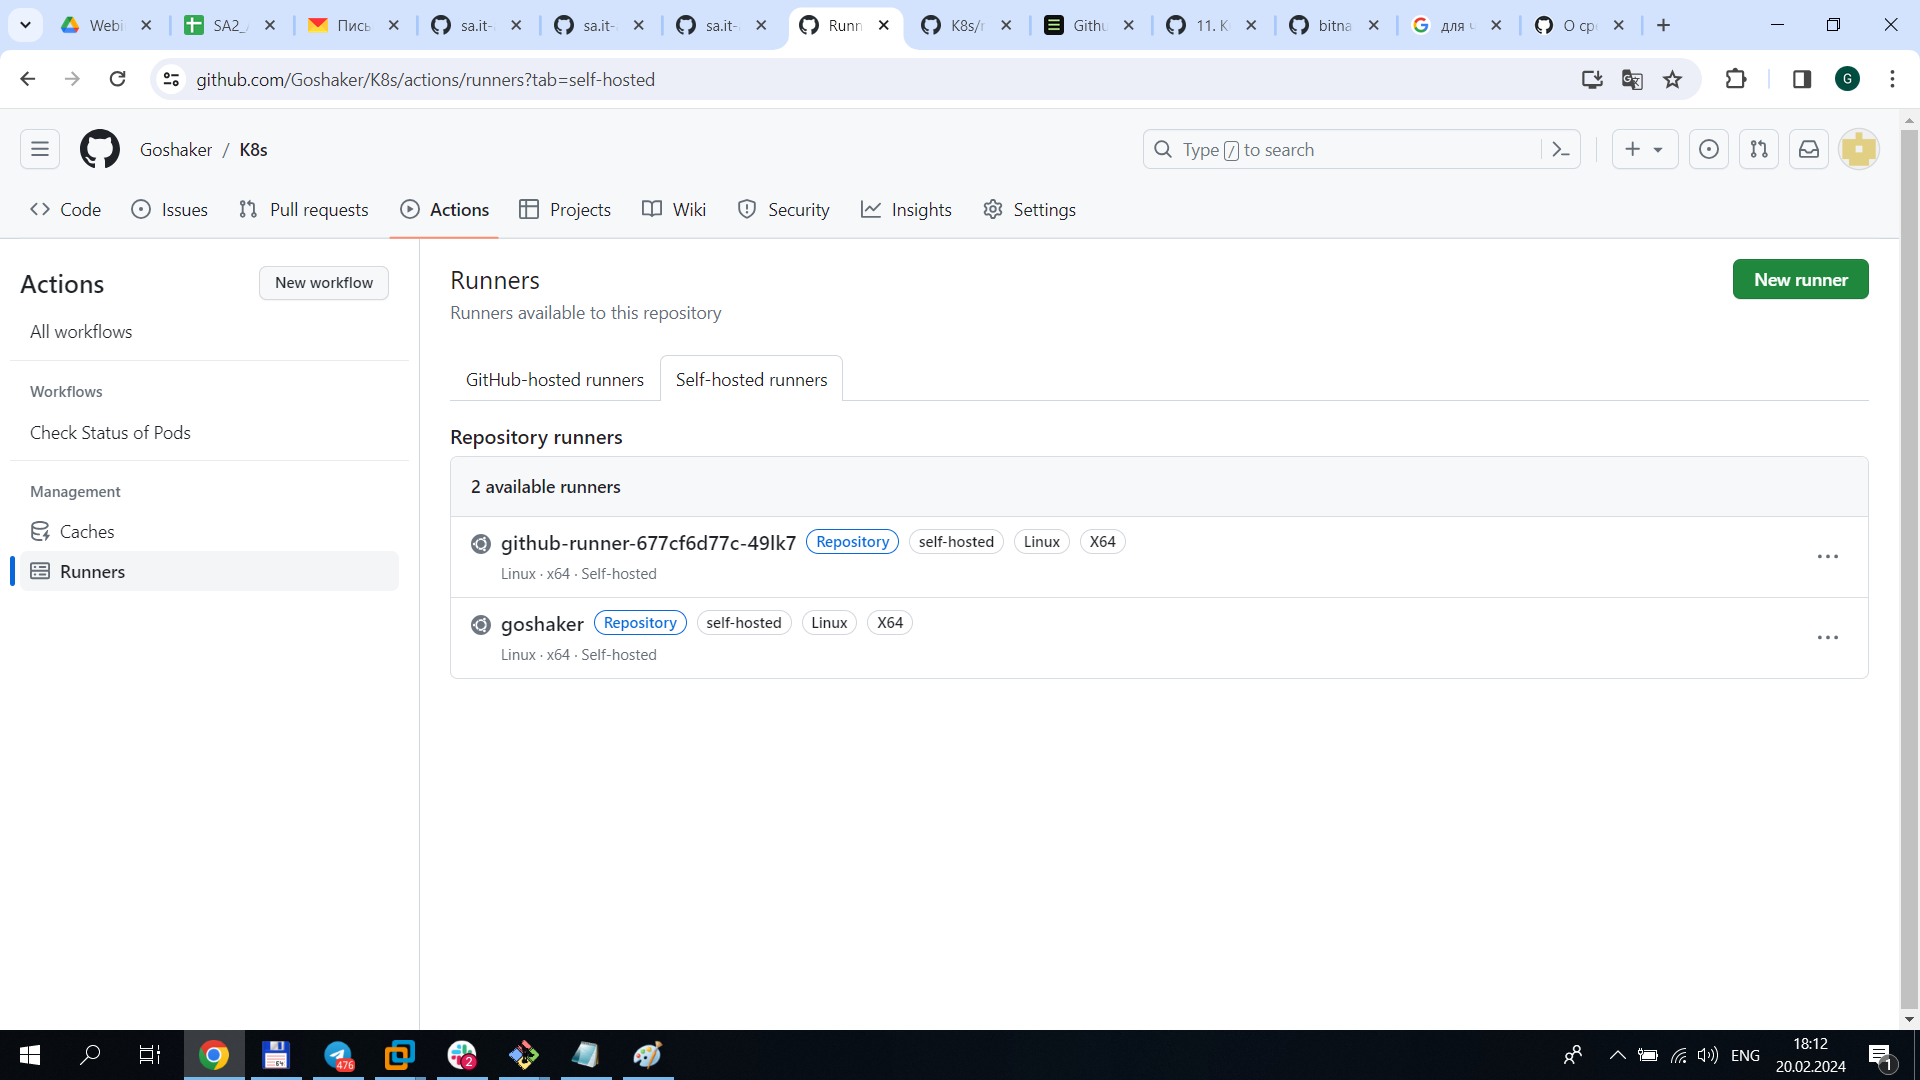 Webi
SA2_
Пись
sa.it-
sa.it-
sa.it-
Runn
K8s/r
Githu
11. K
bitna
для ч
О ср
github.com/Goshaker/K8s/actions/runners?tab=self-hosted
G
Goshaker / K8s
Type / to search
Code
Issues
Pull requests
Actions
Projects
Wiki
Security
Insights
Settings
Actions
New workflow
All workflows
Workflows
Check Status of Pods
Management
Caches
Runners
Runners
New runner
Runners available to this repository
GitHub-hosted runners
Self-hosted runners
Repository runners
2 available runners
github-runner-677cf6d77c-49lk7 Repository self-hosted Linux X64
Linux · x64 · Self-hosted
goshaker Repository self-hosted Linux X64
Linux · x64 · Self-hosted
64
476
2
ENG
18:12
20.02.2024
1